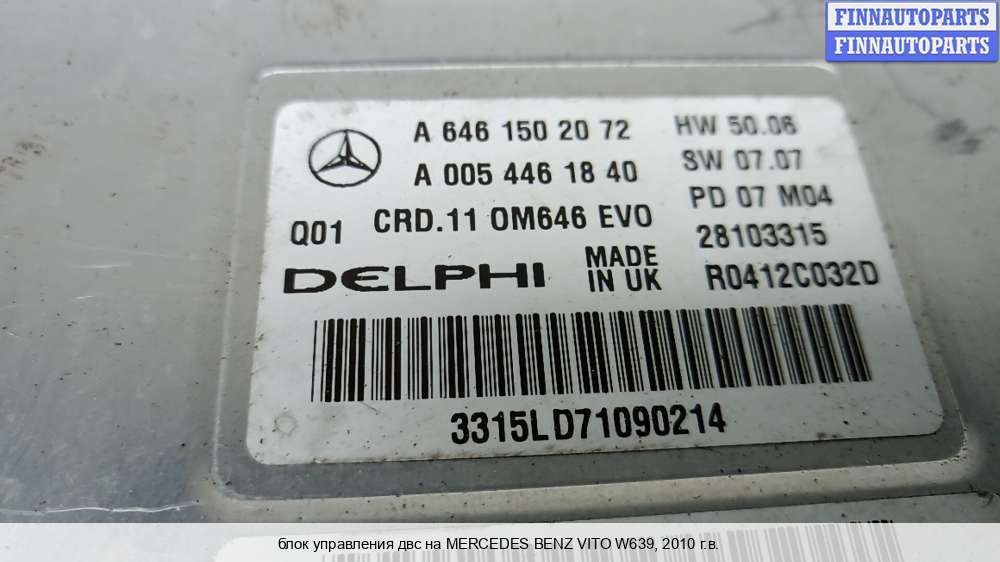 FINNAUTOPARTS
FINNAUTOPARTS
A 646 150 20 72
A 005 446 18 40
Q01 CRD.11 OM646 EVO
DELPHI MADE IN UK
HW 50.06
SW 07.07
PD 07 M04
28103315
R0412C032D
3315LD71090214
блок управления двс на MERCEDES BENZ VITO W639, 2010 г.в.